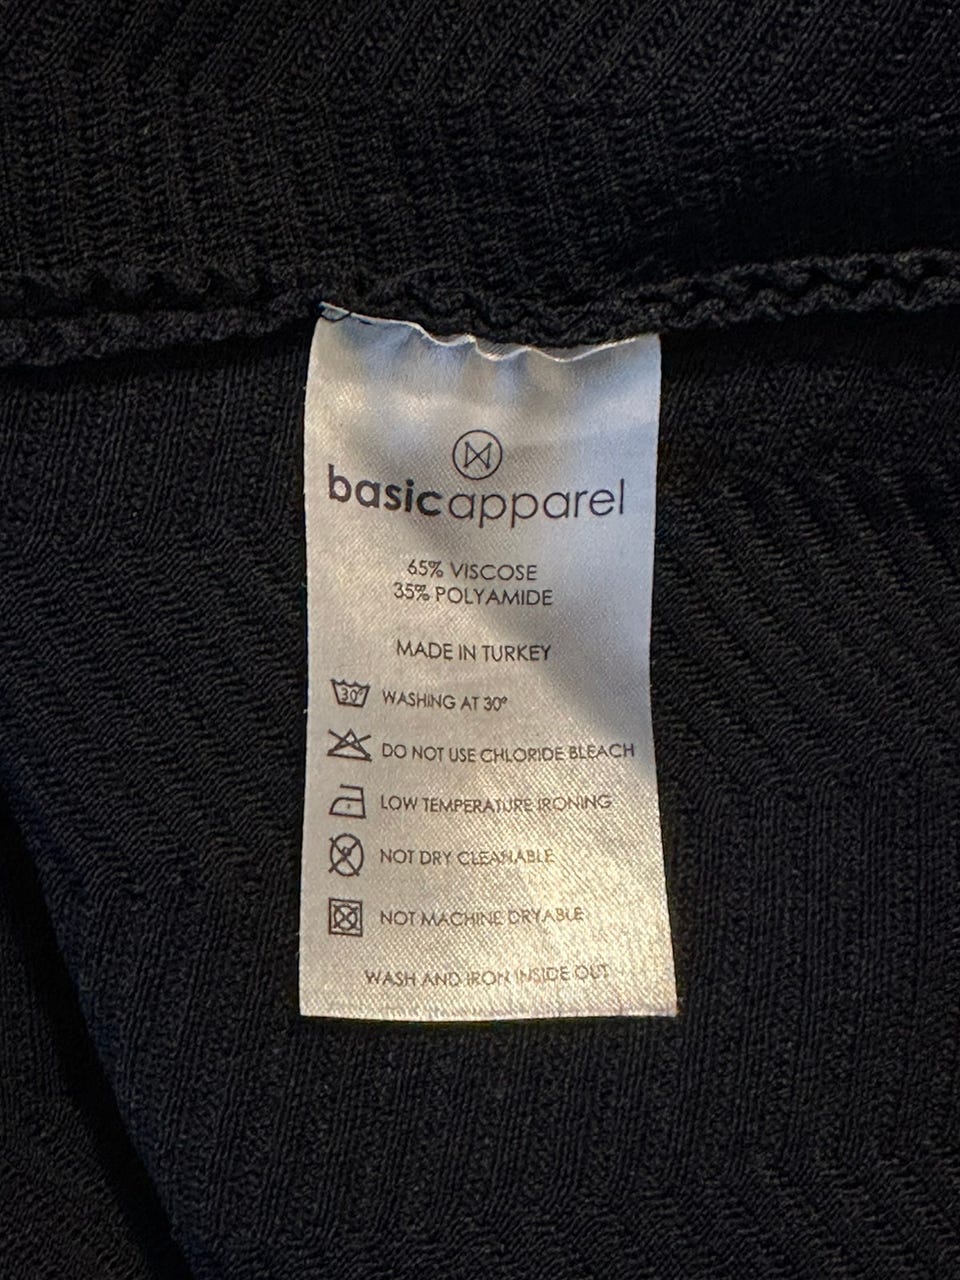 basicapparel
65% VISCOSE
35% POLYAMIDE
MADE IN TURKEY
30° WASHING AT 30°
DO NOT USE CHLORIDE BLEACH
LOW TEMPERATURE IRONING
NOT DRY CLEANABLE
NOT MACHINE DRYABLE
WASH AND IRON INSIDE OUT